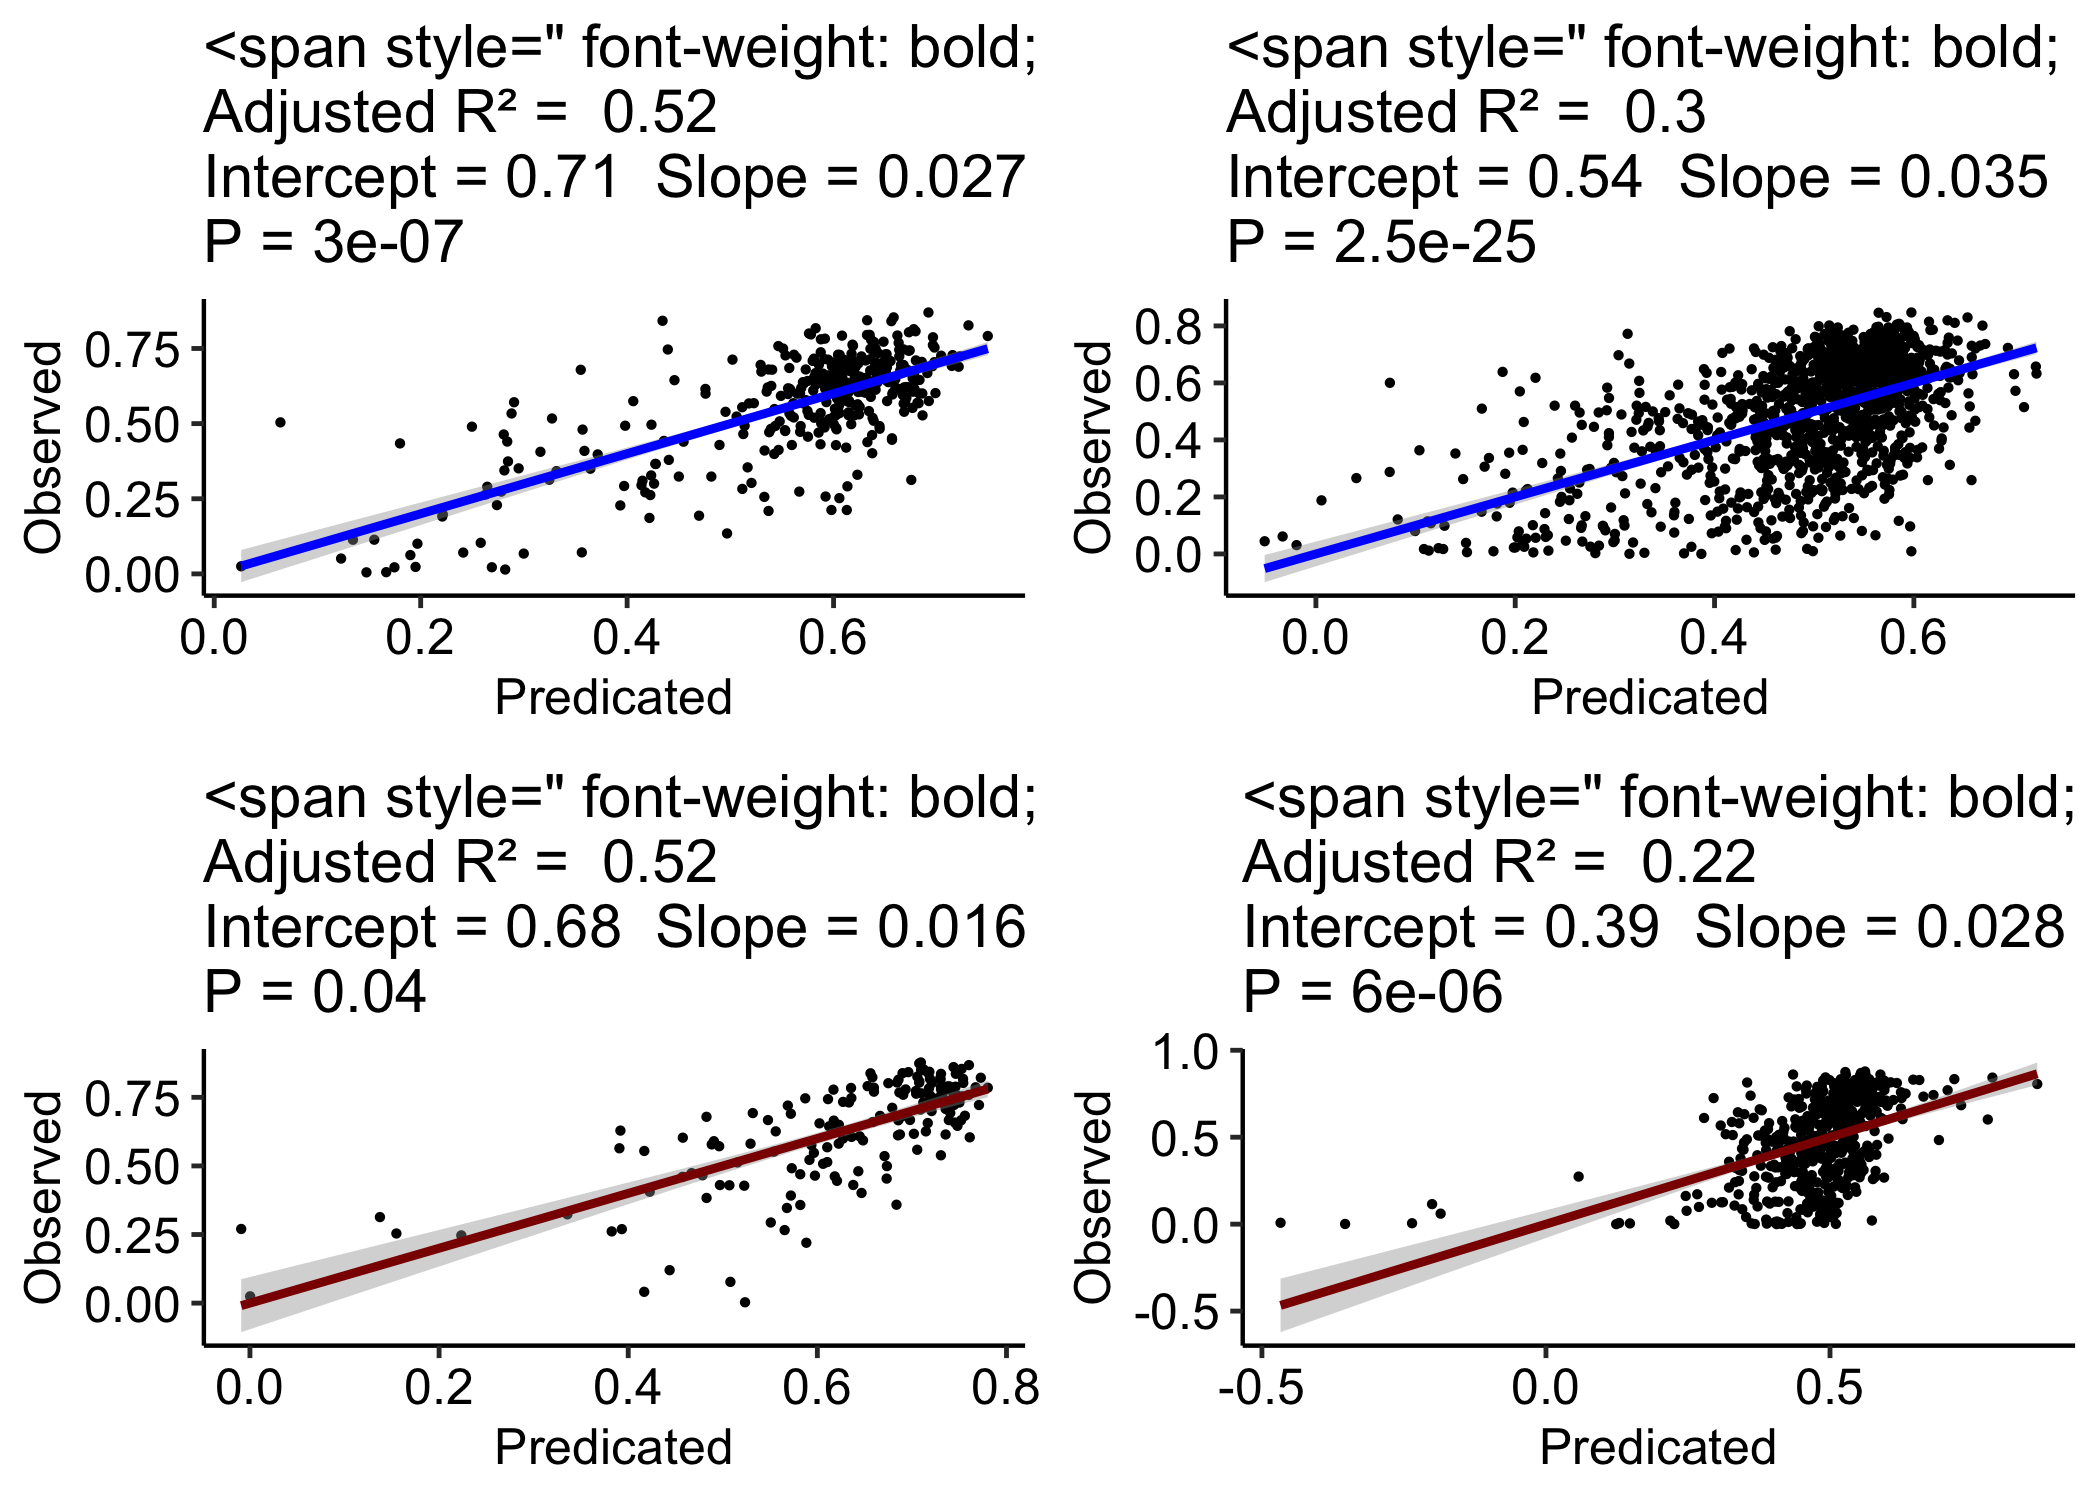 <span style=" font-weight: bold;
Adjusted R² =  0.52
Intercept = 0.71  Slope = 0.027
P = 3e-07
Observed
0.75
0.50
0.25
0.00
0.0 0.2 0.4 0.6
Predicated
<span style=" font-weight: bold;
Adjusted R² =  0.3
Intercept = 0.54  Slope = 0.035
P = 2.5e-25
Observed
0.8
0.6
0.4
0.2
0.0
0.0 0.2 0.4 0.6
Predicated
<span style=" font-weight: bold;
Adjusted R² =  0.52
Intercept = 0.68  Slope = 0.016
P = 0.04
Observed
0.75
0.50
0.25
0.00
0.0 0.2 0.4 0.6 0.8
Predicated
<span style=" font-weight: bold;
Adjusted R² =  0.22
Intercept = 0.39  Slope = 0.028
P = 6e-06
Observed
1.0
0.5
0.0
-0.5
-0.5 0.0 0.5
Predicated